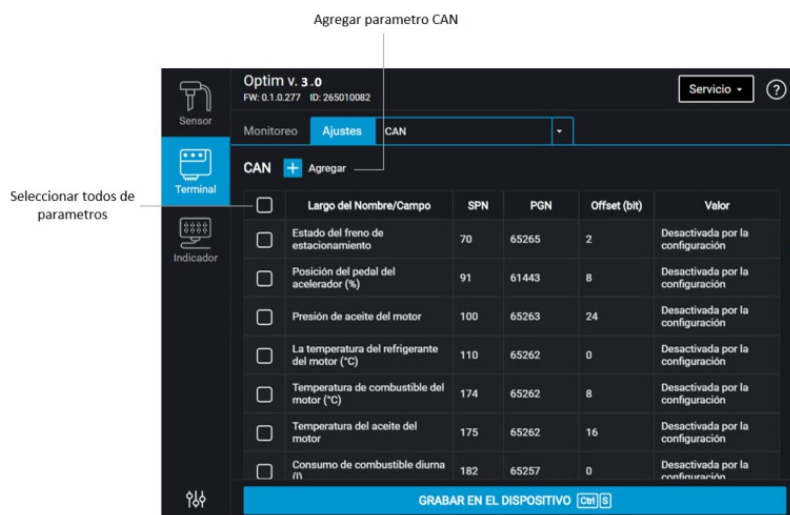 Agregar parametro CAN
Optim v. 3.0
FW: 0.1.0.277 ID: 265010082
Servicio
?
Sensor
Monitoreo
Ajustes
CAN
CAN + Agregar
Terminal
Seleccionar todos de
parametros
Largo del Nombre/Campo SPN PGN Offset (bit) Valor
Estado del freno de
estacionamiento
70 65265 2
Desactivada por la
configuración
Indicador
Posición del pedal del
acelerador (%)
91 61443 8
Desactivada por la
configuración
Presión de aceite del motor 100 65263 24
Desactivada por la
configuración
La temperatura del refrigerante
del motor (°C)
110 65262 0
Desactivada por la
configuración
Temperatura de combustible del
motor (°C)
174 65262 8
Desactivada por la
configuración
Temperatura del aceite del
motor
175 65262 16
Desactivada por la
configuración
Consumo de combustible diurna
(l)
182 65257 0
Desactivada por la
configuración
GRABAR EN EL DISPOSITIVO Ctrl S